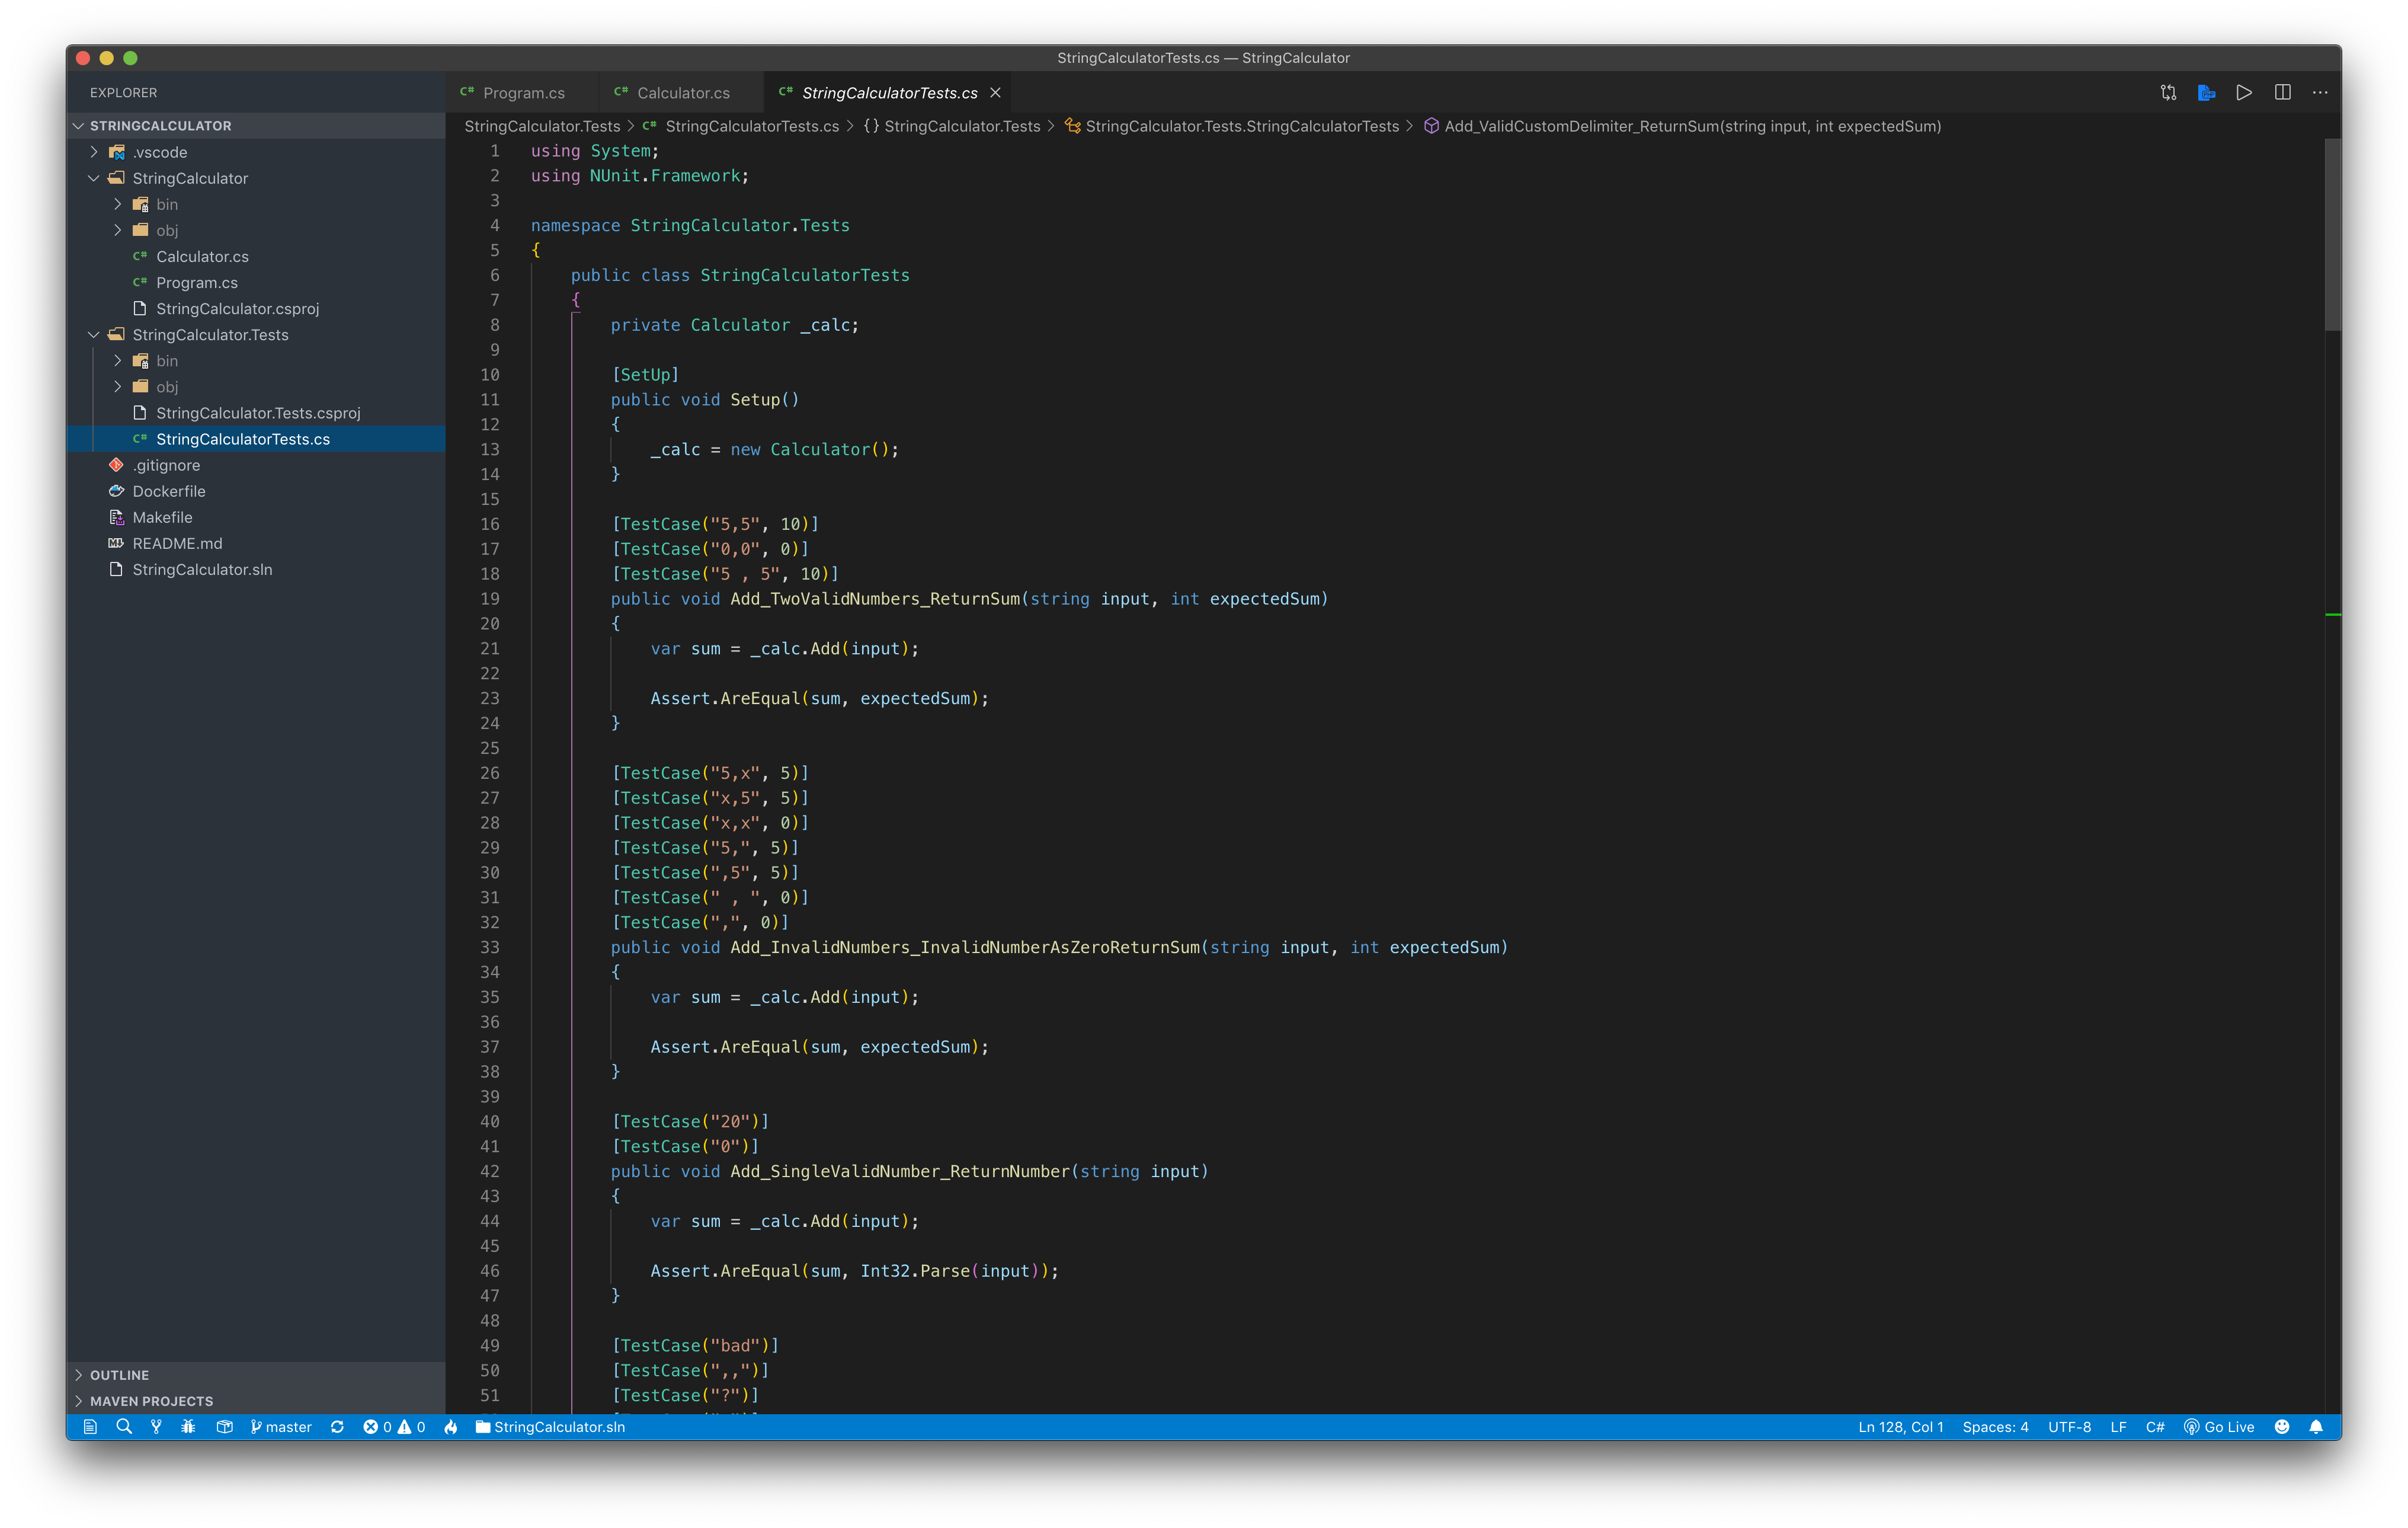 StringCalculatorTests.cs — StringCalculator
EXPLORER
STRINGCALCULATOR
.vscode
StringCalculator
bin
obj
Calculator.cs
Program.cs
StringCalculator.csproj
StringCalculator.Tests
bin
obj
StringCalculator.Tests.csproj
StringCalculatorTests.cs
.gitignore
Dockerfile
Makefile
README.md
StringCalculator.sln
OUTLINE
MAVEN PROJECTS
C# Program.cs C# Calculator.cs C# StringCalculatorTests.cs
StringCalculator.Tests > C# StringCalculatorTests.cs > {} StringCalculator.Tests > StringCalculator.Tests.StringCalculatorTests > Add_ValidCustomDelimiter_ReturnSum(string input, int expectedSum)
1 using System;
2 using NUnit.Framework;
3
4 namespace StringCalculator.Tests
5 {
6 public class StringCalculatorTests
7 {
8 private Calculator _calc;
9
10 [SetUp]
11 public void Setup()
12 {
13 _calc = new Calculator();
14 }
15
16 [TestCase("5,5", 10)]
17 [TestCase("0,0", 0)]
18 [TestCase("5 , 5", 10)]
19 public void Add_TwoValidNumbers_ReturnSum(string input, int expectedSum)
20 {
21 var sum = _calc.Add(input);
22
23 Assert.AreEqual(sum, expectedSum);
24 }
25
26 [TestCase("5,x", 5)]
27 [TestCase("x,5", 5)]
28 [TestCase("x,x", 0)]
29 [TestCase("5,", 5)]
30 [TestCase(",5", 5)]
31 [TestCase(" , ", 0)]
32 [TestCase(",", 0)]
33 public void Add_InvalidNumbers_InvalidNumberAsZeroReturnSum(string input, int expectedSum)
34 {
35 var sum = _calc.Add(input);
36
37 Assert.AreEqual(sum, expectedSum);
38 }
39
40 [TestCase("20")]
41 [TestCase("0")]
42 public void Add_SingleValidNumber_ReturnNumber(string input)
43 {
44 var sum = _calc.Add(input);
45
46 Assert.AreEqual(sum, Int32.Parse(input));
47 }
48
49 [TestCase("bad")]
50 [TestCase(",,")]
51 [TestCase("?")]
master 0 0 StringCalculator.sln Ln 128, Col 1 Spaces: 4 UTF-8 LF C# Go Live